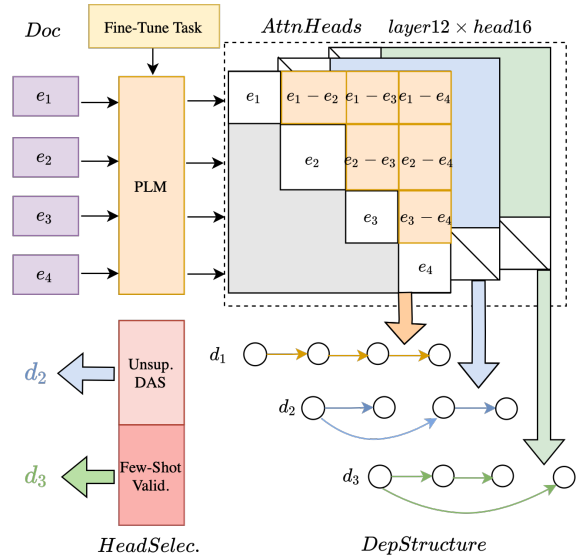 Doc
Fine-Tune Task
AttnHeads layer12 × head16
e₁
e₂
e₃
e₄
PLM
e₁
e₁ − e₂
e₁ − e₃
e₁ − e₄
e₂
e₂ − e₃
e₂ − e₄
e₃
e₃ − e₄
e₄
d₁
d₂
d₃
d₂
Unsup.
DAS
d₃
Few-Shot
Valid.
HeadSelec.
DepStructure